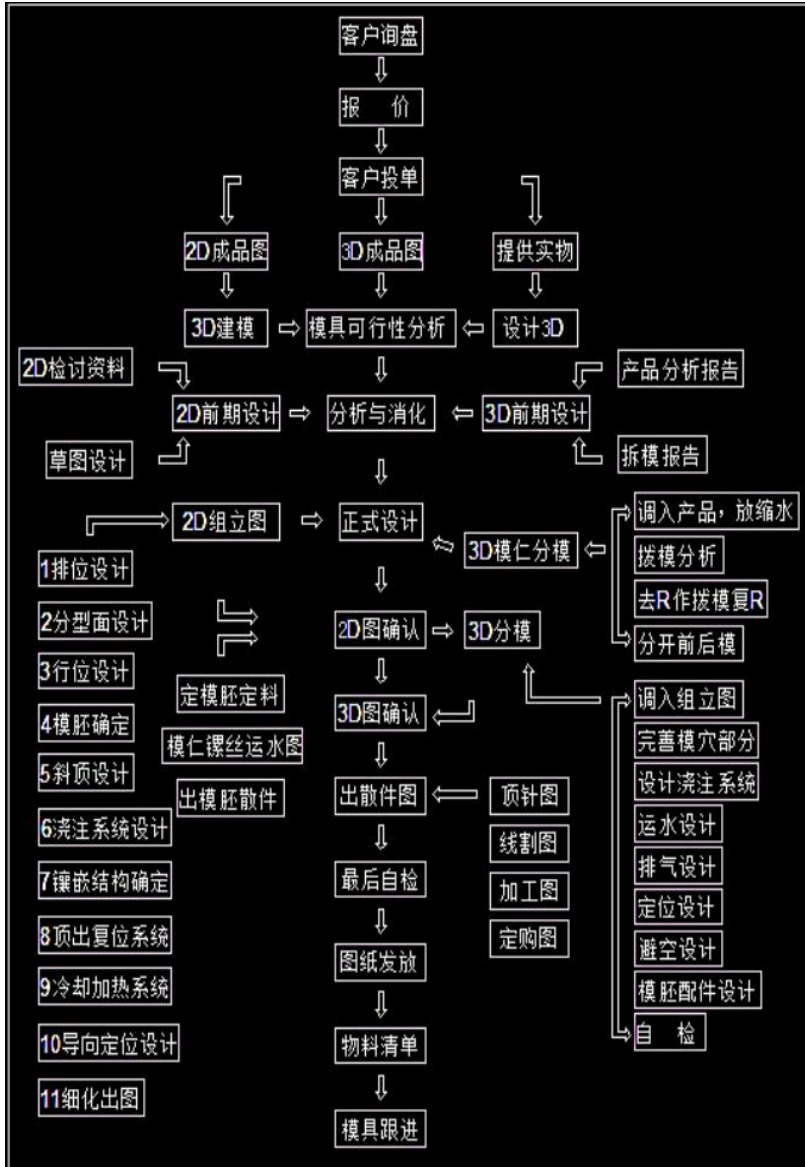 客户询盘
报 价
客户投单
2D成品图
3D成品图
提供实物
3D建模
模具可行性分析
设计3D
2D检讨资料
产品分析报告
2D前期设计
分析与消化
3D前期设计
草图设计
拆模报告
2D组立图
正式设计
3D模仁分模
调入产品，放缩水
拨模分析
去R作拨模复R
分开前后模
1排位设计
2分型面设计
3行位设计
4模胚确定
5斜顶设计
6浇注系统设计
7镶嵌结构确定
8顶出复位系统
9冷却加热系统
10导向定位设计
11细化出图
2D图确认
3D分模
定模胚定料
模仁镙丝运水图
出模胚散件
3D图确认
调入组立图
完善模穴部分
设计浇注系统
运水设计
排气设计
定位设计
避空设计
模胚配件设计
自 检
出散件图
顶针图
线割图
加工图
定购图
最后自检
图纸发放
物料清单
模具跟进